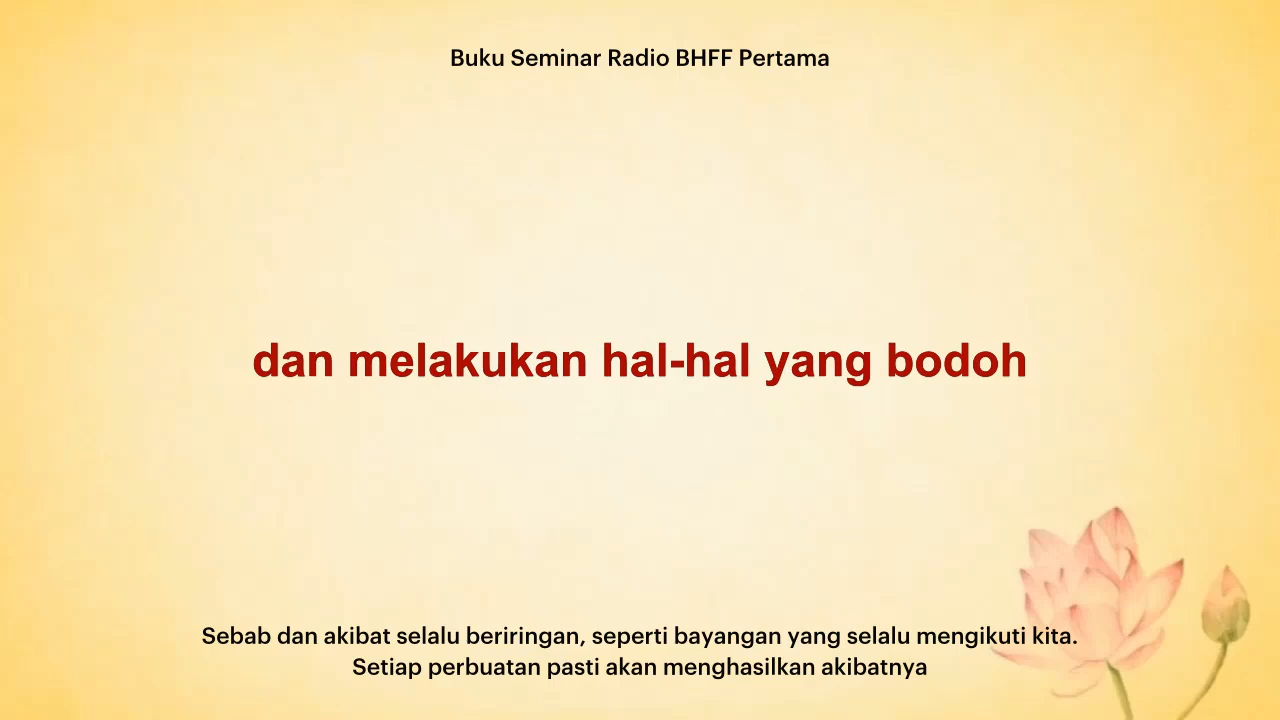 Buku Seminar Radio BHFF Pertama
dan melakukan hal-hal yang bodoh
Sebab dan akibat selalu beriringan, seperti bayangan yang selalu mengikuti kita.
Setiap perbuatan pasti akan menghasilkan akibatnya